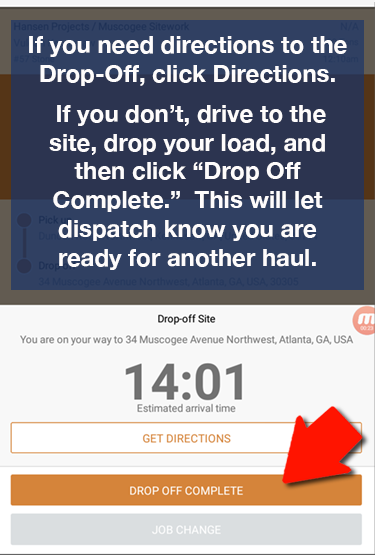 Hansen Projects / Muscogee Sitework
N/A
If you need directions to the
Drop-Off, click Directions.
If you don't, drive to the
site, drop your load, and
then click “Drop Off
Complete.” This will let
dispatch know you are
ready for another haul.
34 Muscogee Avenue Northwest, Atlanta, GA, USA, 30305
Drop-off Site
You are on your way to 34 Muscogee Avenue Northwest, Atlanta, GA, USA
00:29
14:01
Estimated arrival time
GET DIRECTIONS
DROP OFF COMPLETE
JOB CHANGE